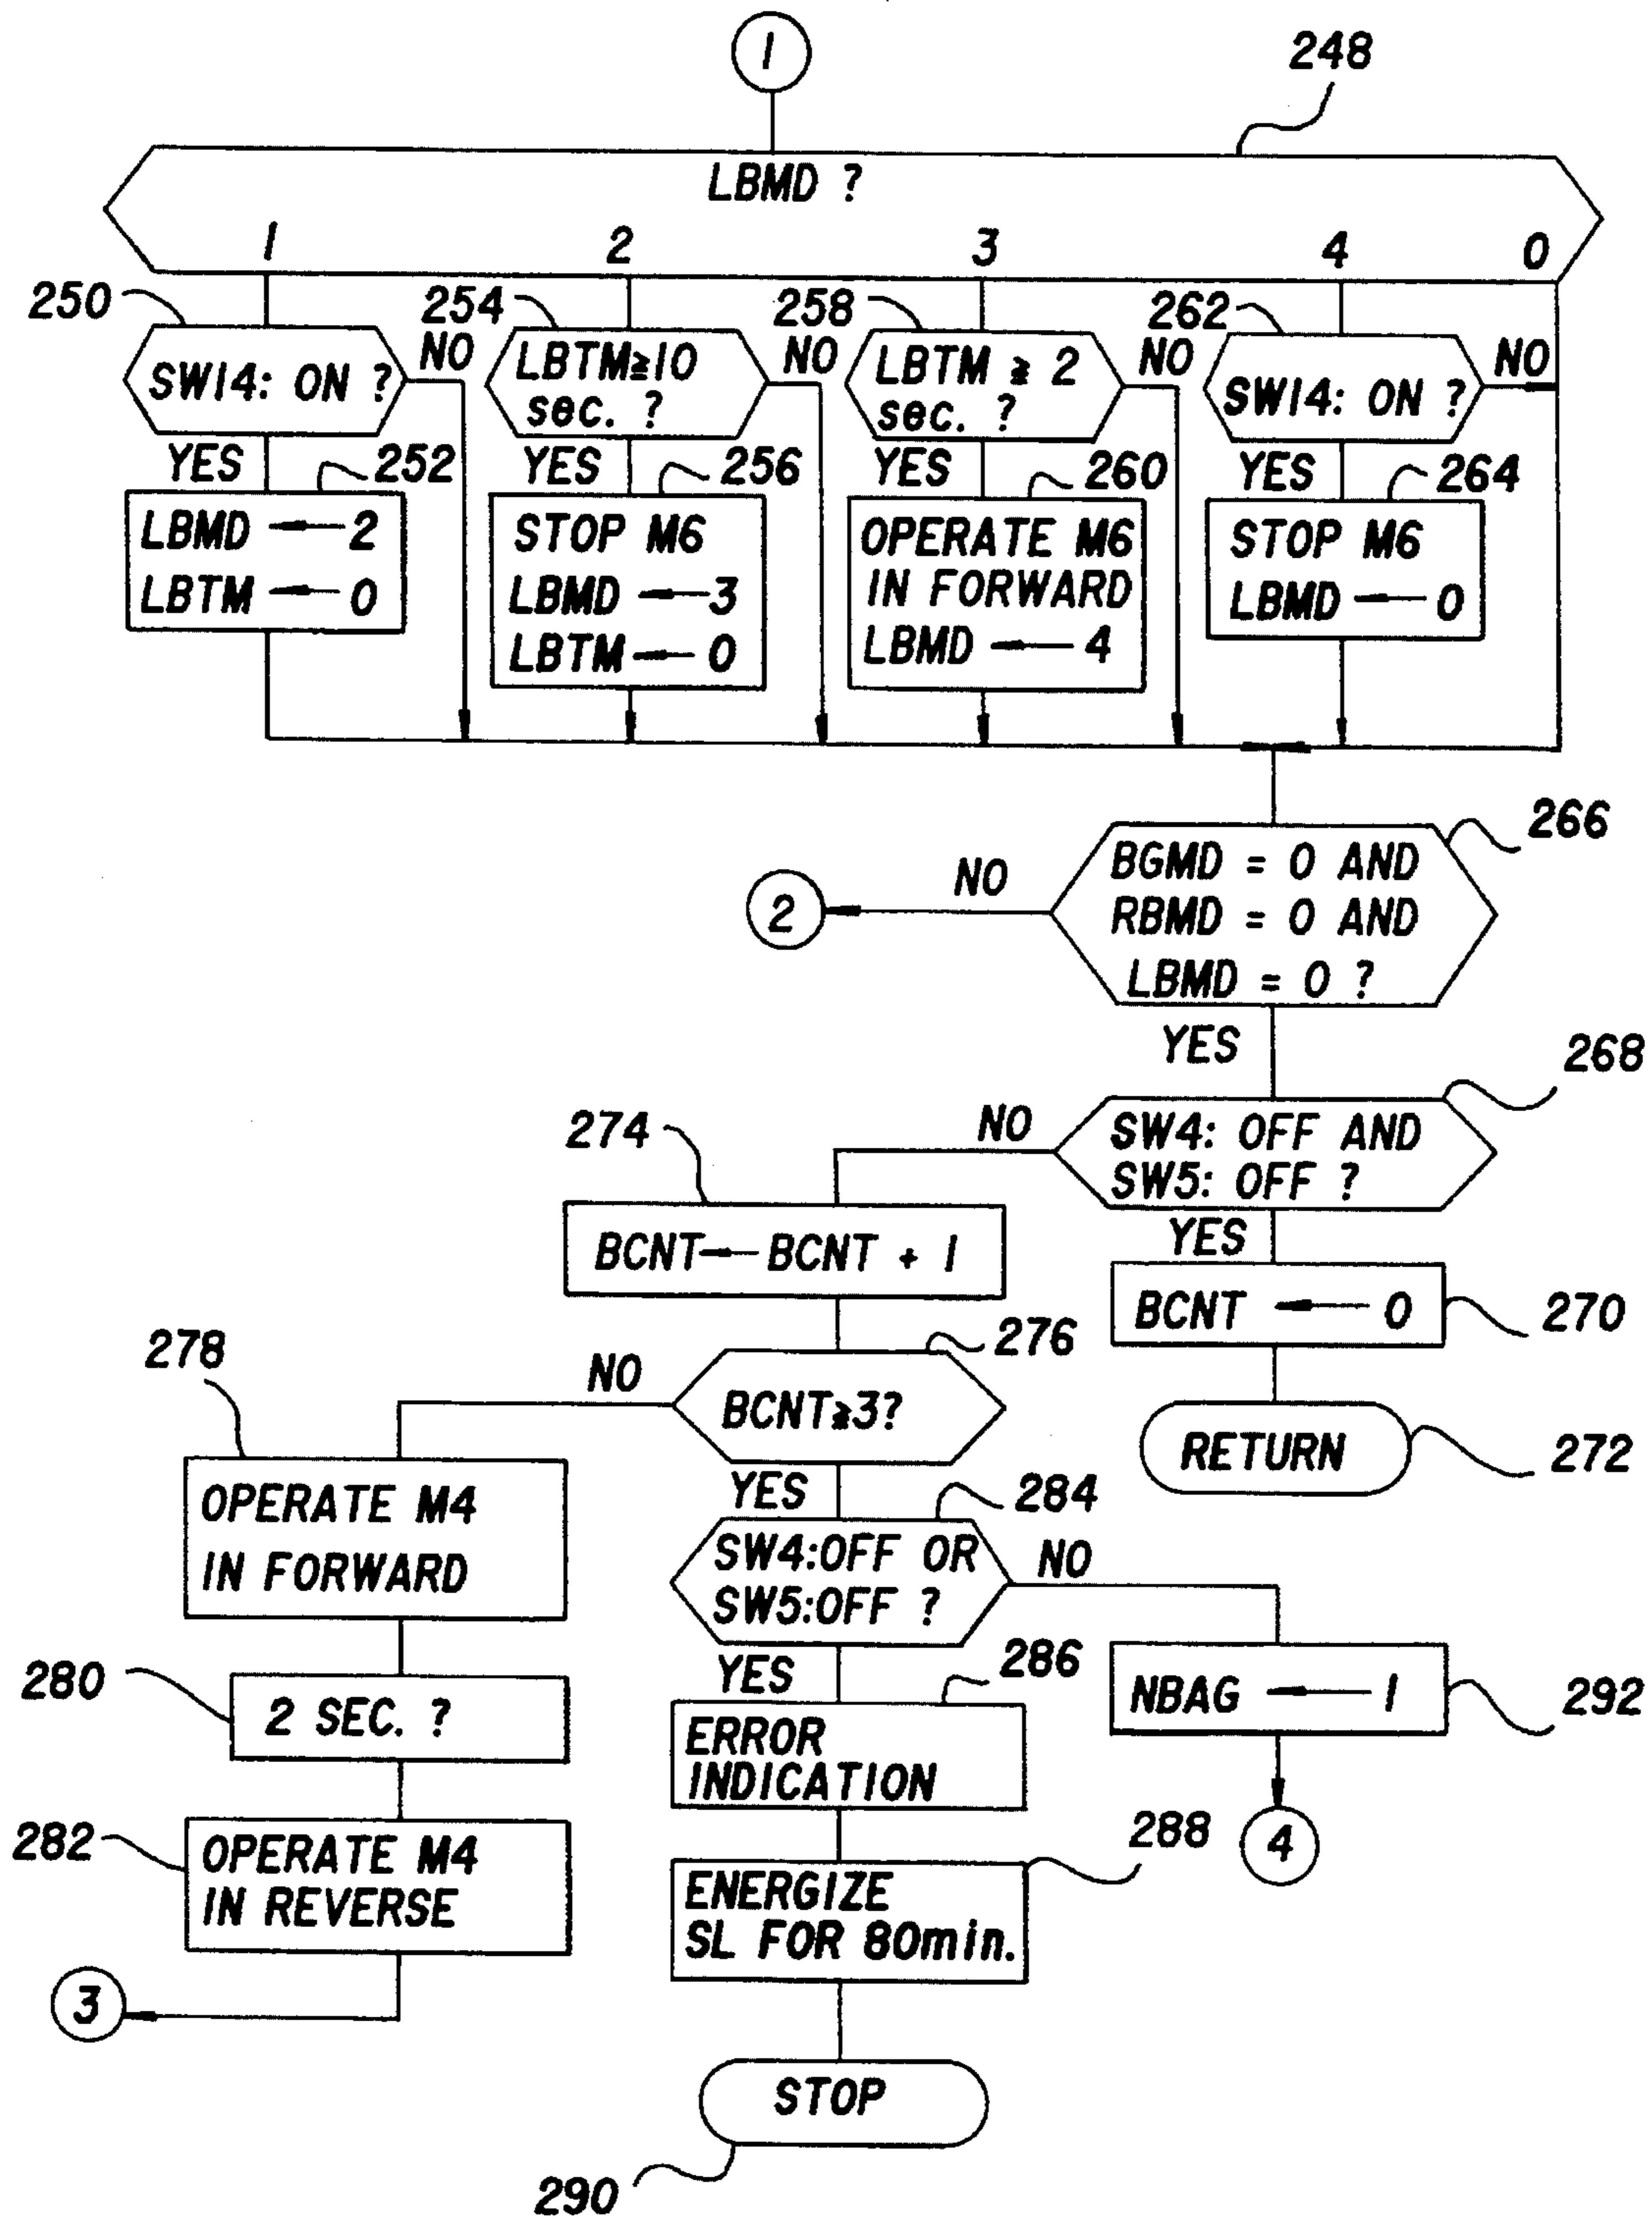 1
248
LBMD ?
1 2 3 4 0
250
254
258
262
SW14: ON ?
NO
LBTM≧10
sec. ?
NO
LBTM ≧ 2
sec. ?
NO
SW14: ON ?
NO
YES
252
YES
256
YES
260
YES
264
LBMD ← 2
LBTM ← 0
STOP M6
LBMD ← 3
LBTM ← 0
OPERATE M6
IN FORWARD
LBMD ← 4
STOP M6
LBMD ← 0
266
BGMD = 0 AND
RBMD = 0 AND
LBMD = 0 ?
NO
2
YES
268
SW4: OFF AND
SW5: OFF ?
NO
274
YES
BCNT ← BCNT + 1
BCNT ← 0
270
276
278
NO
BCNT≧3?
RETURN
272
YES
284
OPERATE M4
IN FORWARD
SW4:OFF OR
SW5:OFF ?
NO
280
2 SEC. ?
YES
286
NBAG ← 1
292
ERROR
INDICATION
282
OPERATE M4
IN REVERSE
288
4
ENERGIZE
SL FOR 80min.
3
STOP
290